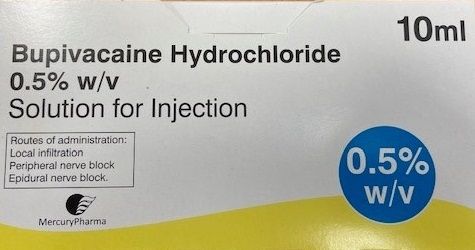 10ml
Bupivacaine Hydrochloride
0.5% w/v
Solution for Injection
Routes of administration:
Local infiltration
Peripheral nerve block
Epidural nerve block.
0.5%
w/v
MercuryPharma